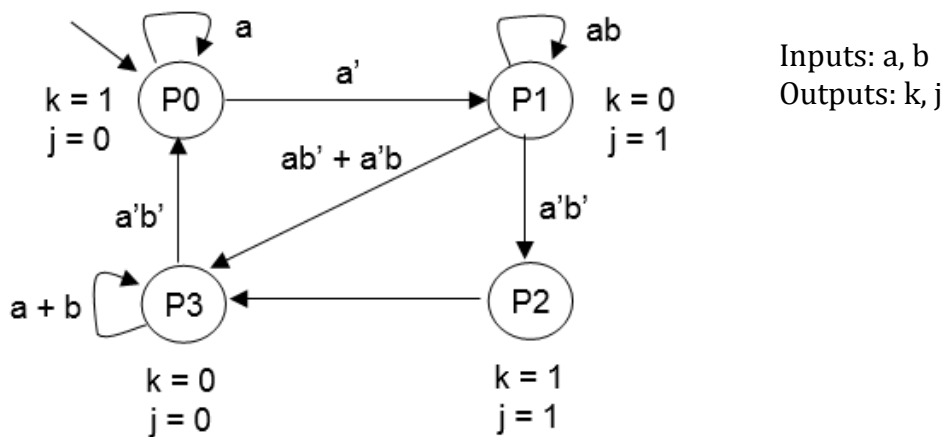 a
ab
Inputs: a, b
Outputs: k, j
k = 1
j = 0
P0
a'
P1
k = 0
j = 1
ab' + a'b
a'b'
a'b'
a + b
P3
P2
k = 0
j = 0
k = 1
j = 1